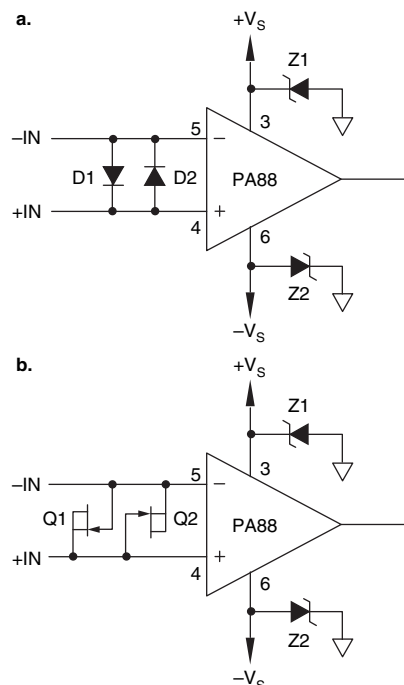 a.
+VS
Z1
3
–IN
5
–
D1
D2
PA88
+IN
+
4
6
Z2
–VS
b.
+VS
Z1
3
–IN
5
–
Q1
Q2
PA88
+IN
+
4
6
Z2
–VS